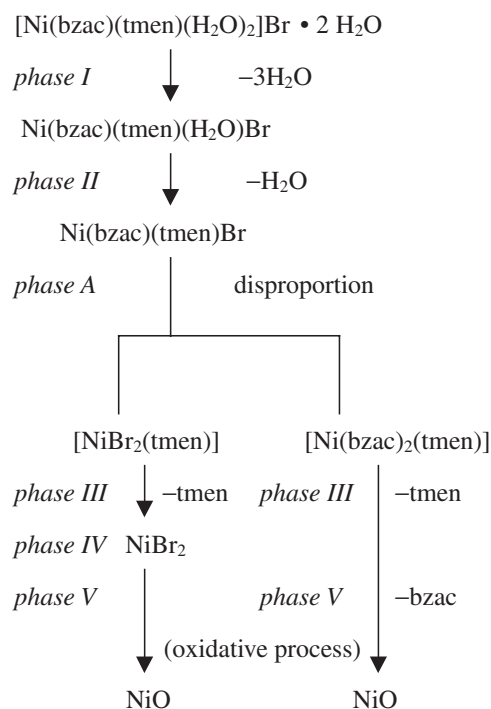 [Ni(bzac)(tmen)(H₂O)₂]Br • 2 H₂O
phase I −3H₂O
Ni(bzac)(tmen)(H₂O)Br
phase II −H₂O
Ni(bzac)(tmen)Br
phase A disproportion
[NiBr₂(tmen)] [Ni(bzac)₂(tmen)]
phase III −tmen phase III −tmen
phase IV NiBr₂
phase V phase V −bzac
(oxidative process)
NiO NiO